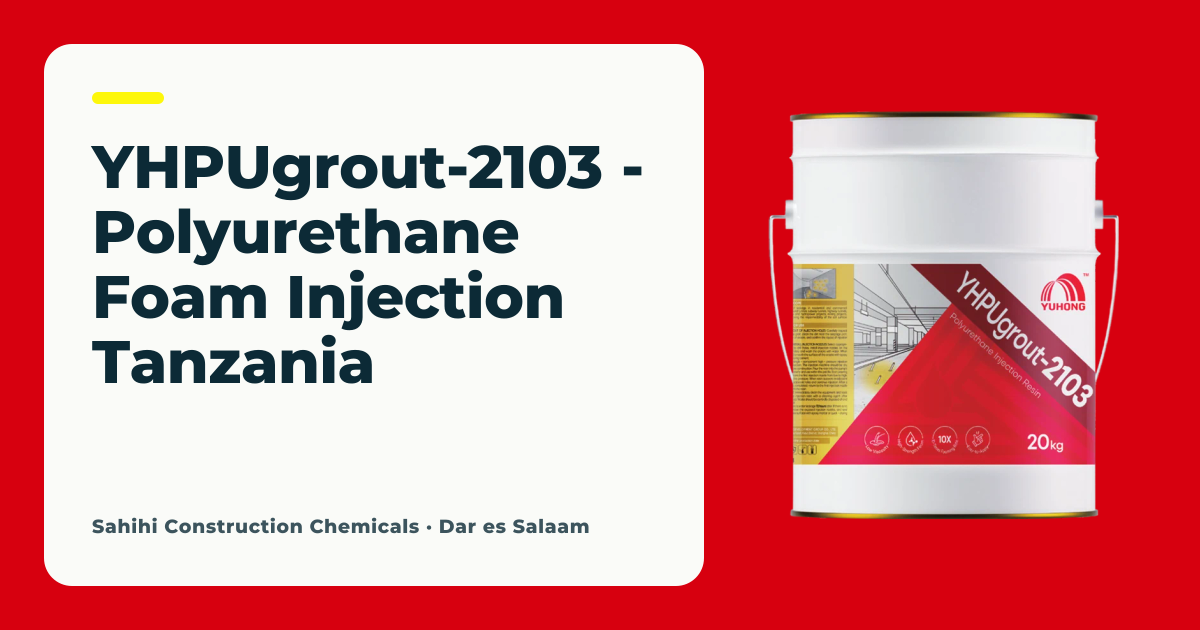 YHPUgrout-2103 -
Polyurethane
Foam Injection
Tanzania
Sahihi Construction Chemicals · Dar es Salaam
YUHONG
TM
YHPUgrout-2103
Polyurethane Injection Resin
10X
20kg